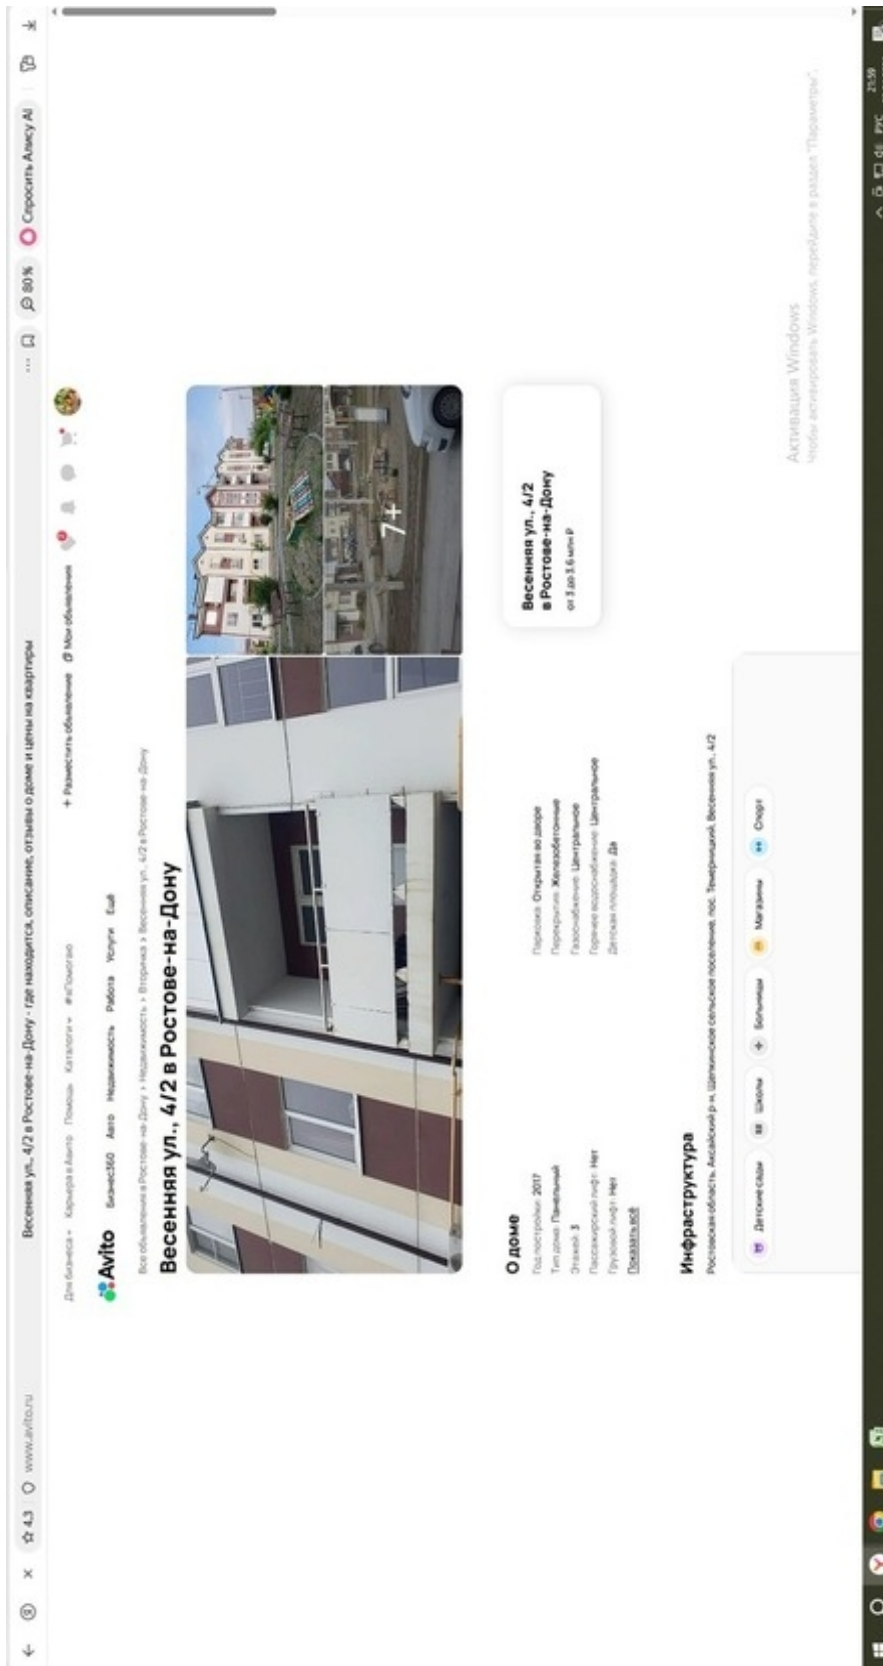 4.3 www.avito.ru Весенняя ул., 4/2 в Ростове-на-Дону - где находится, описание, отзывы о доме и цены на квартиры ... 80% Спросить Алису AI
Для бизнеса Карьера в Авито Помощь Каталоги #яПомогаю + Разместить объявление Мои объявления
Avito Бизнес360 Авто Недвижимость Работа Услуги Ещё
Все объявления в Ростове-на-Дону > Недвижимость > Вторичка > Весенняя ул., 4/2 в Ростове-на-Дону
Весенняя ул., 4/2 в Ростове-на-Дону
7+
О доме
Год постройки: 2017
Тип дома: Панельный
Этажей: 3
Пассажирский лифт: Нет
Грузовой лифт: Нет
Показать всё
Парковка: Открытая во дворе
Перекрытия: Железобетонные
Газоснабжение: Центральное
Горячее водоснабжение: Центральное
Детская площадка: Да
Весенняя ул., 4/2
в Ростове-на-Дону
от 3 до 3.6 млн ₽
Инфраструктура
Ростовская область, Аксайский р-н, Щепкинское сельское поселение, пос. Темерницкий, Весенняя ул., 4/2
Детские сады Школы Больницы Магазины Спорт
Активация Windows
Чтобы активировать Windows, перейдите в раздел "Параметры".
РУС 21:59